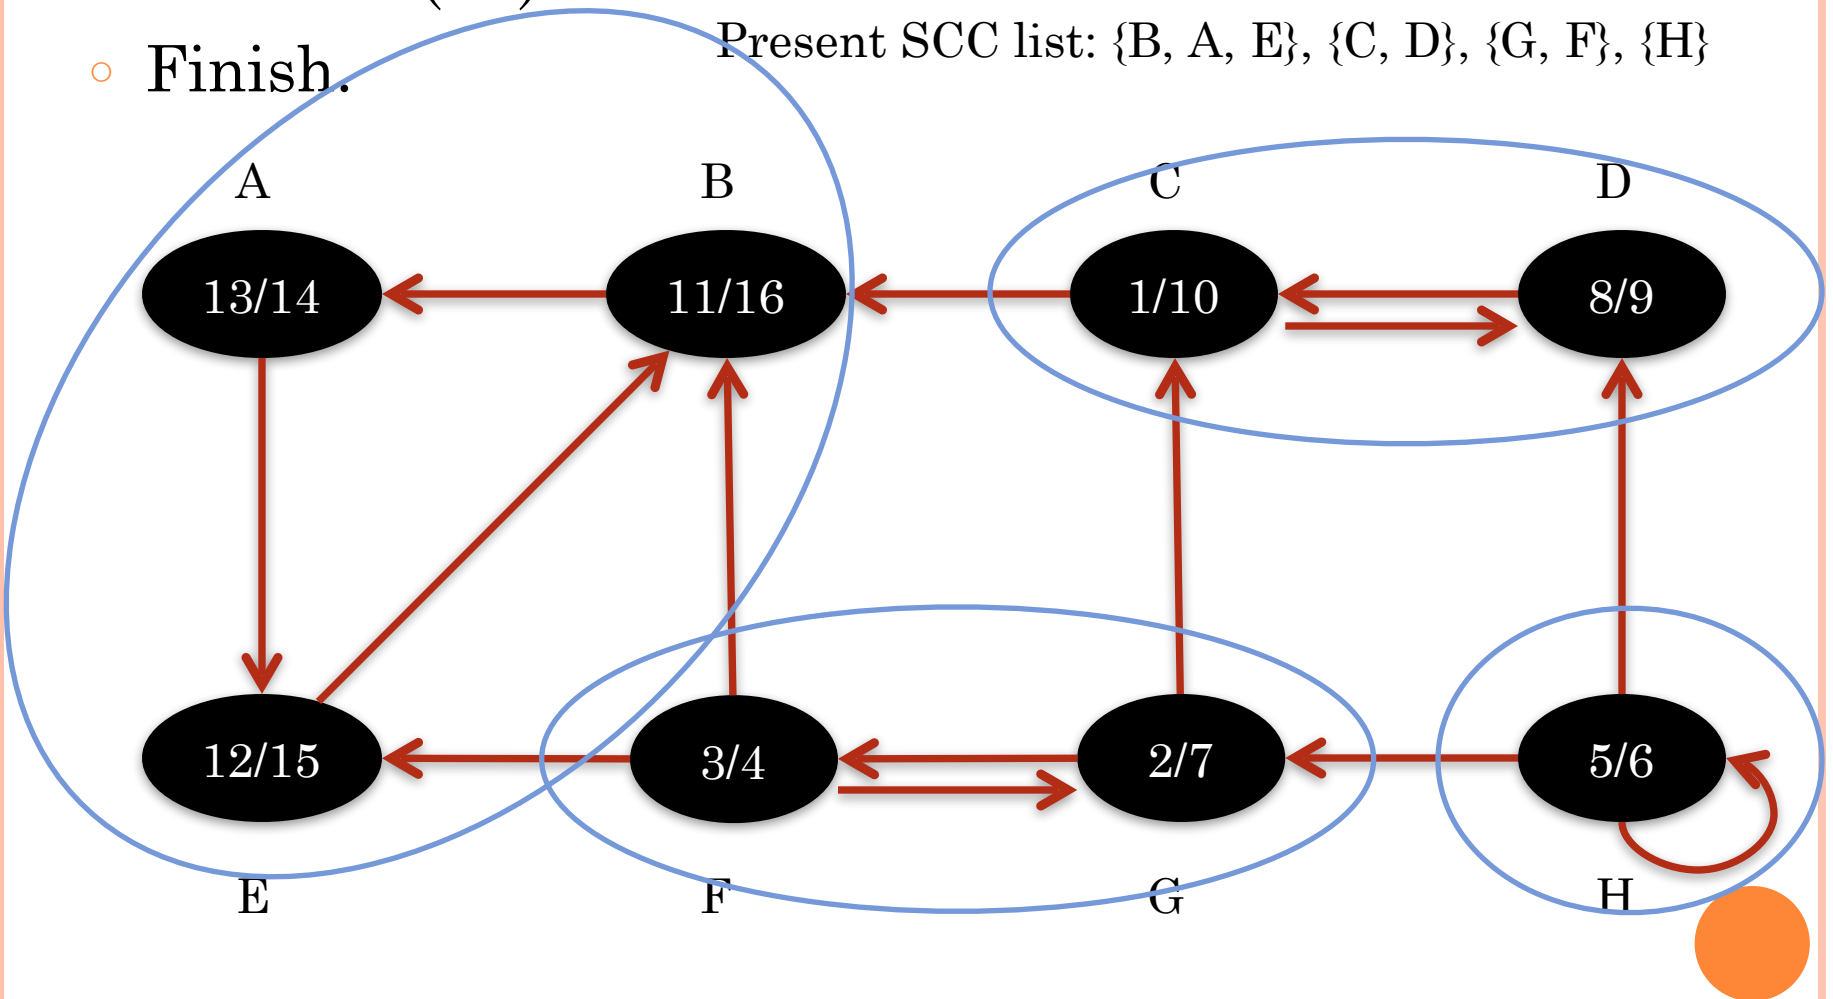 Present SCC list: {B, A, E}, {C, D}, {G, F}, {H}
Finish.
A B C D
13/14 11/16 1/10 8/9
12/15 3/4 2/7 5/6
E F G H